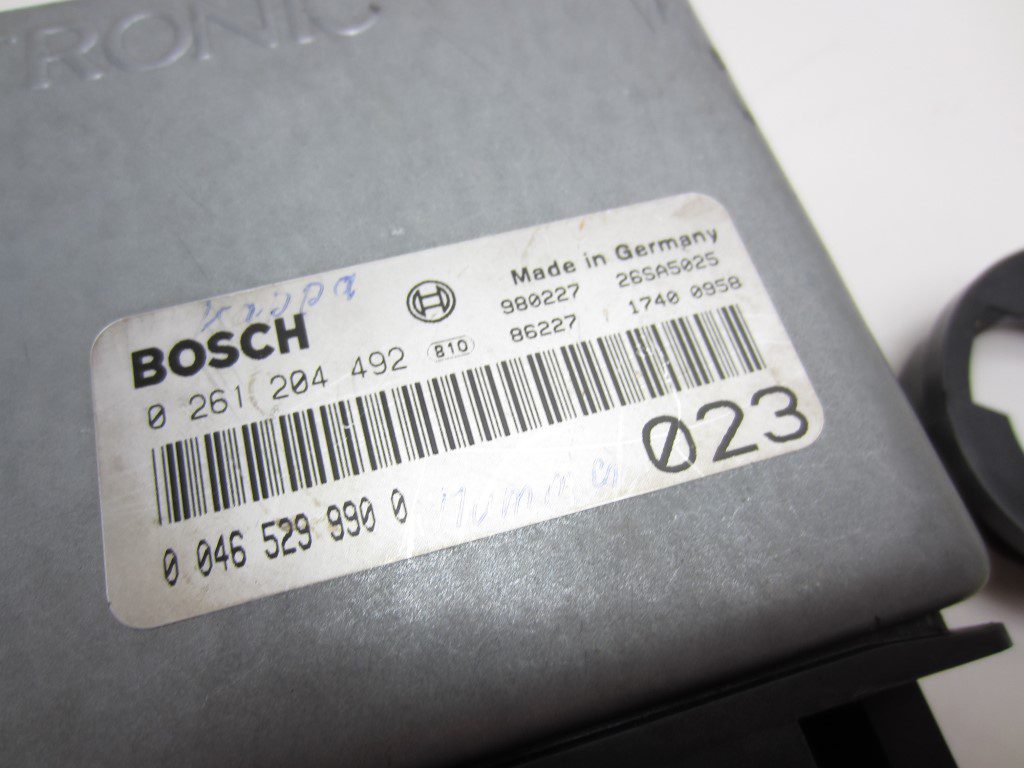 TRONIC
kappa
BOSCH
Made in Germany
0 261 204 492 B10
980227 26SA5025
86227 1740 0958
0 046 529 990 0
023